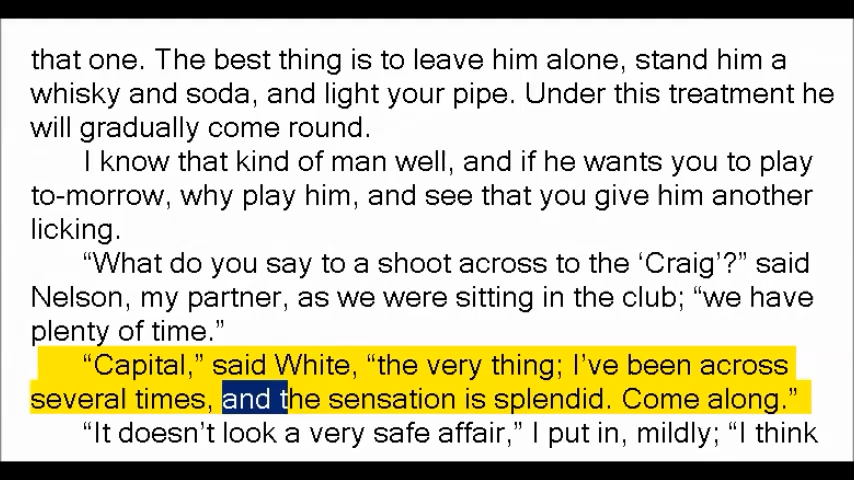 that one. The best thing is to leave him alone, stand him a
whisky and soda, and light your pipe. Under this treatment he
will gradually come round.
I know that kind of man well, and if he wants you to play
to-morrow, why play him, and see that you give him another
licking.
“What do you say to a shoot across to the ‘Craig’?” said
Nelson, my partner, as we were sitting in the club; “we have
plenty of time.”
“Capital,” said White, “the very thing; I’ve been across
several times, and the sensation is splendid. Come along.”
“It doesn’t look a very safe affair,” I put in, mildly; “I think